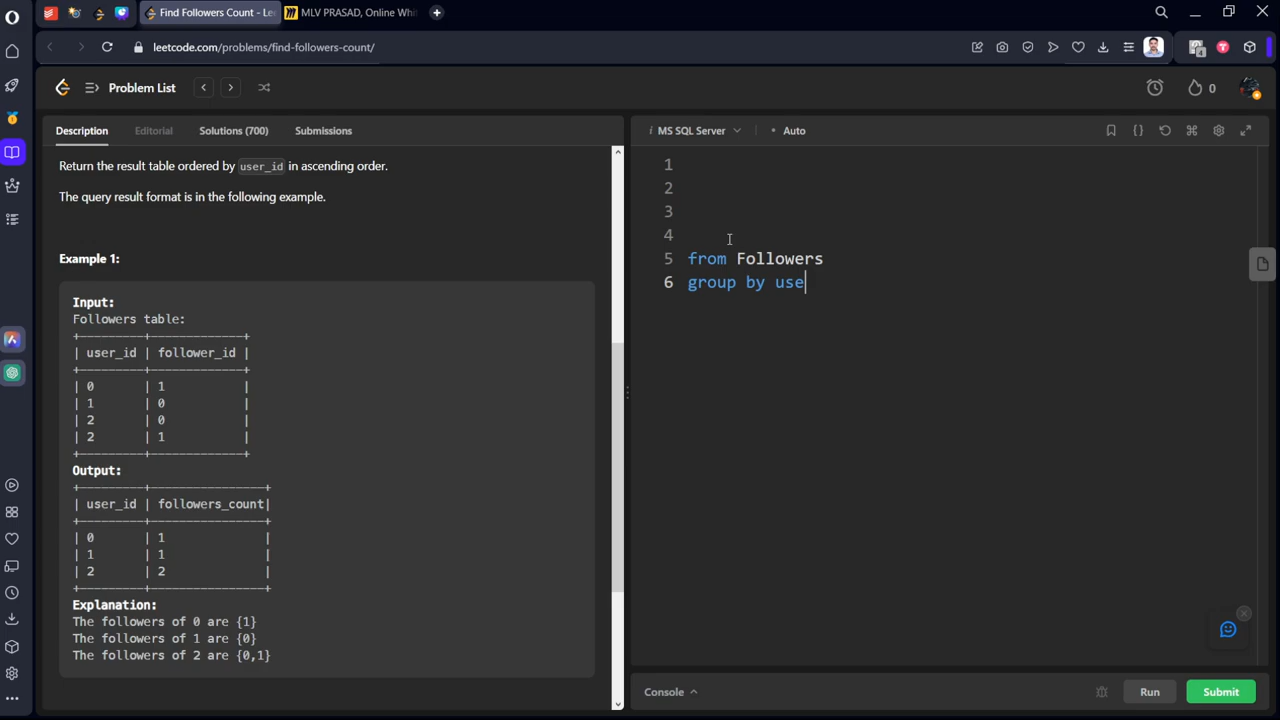 Find Followers Count - Le
MLV PRASAD, Online Whit
leetcode.com/problems/find-followers-count/
4
Problem List
0
Description
Editorial
Solutions (700)
Submissions
i MS SQL Server
• Auto
Return the result table ordered by user_id in ascending order.
The query result format is in the following example.
Example 1:
Input:
Followers table:
+---------+-------------+
| user_id | follower_id |
+---------+-------------+
| 0 | 1 |
| 1 | 0 |
| 2 | 0 |
| 2 | 1 |
+---------+-------------+
Output:
+---------+----------------+
| user_id | followers_count|
+---------+----------------+
| 0 | 1 |
| 1 | 1 |
| 2 | 2 |
+---------+----------------+
Explanation:
The followers of 0 are {1}
The followers of 1 are {0}
The followers of 2 are {0,1}
1
2
3
4
5 from Followers
6 group by use
Console
Run
Submit